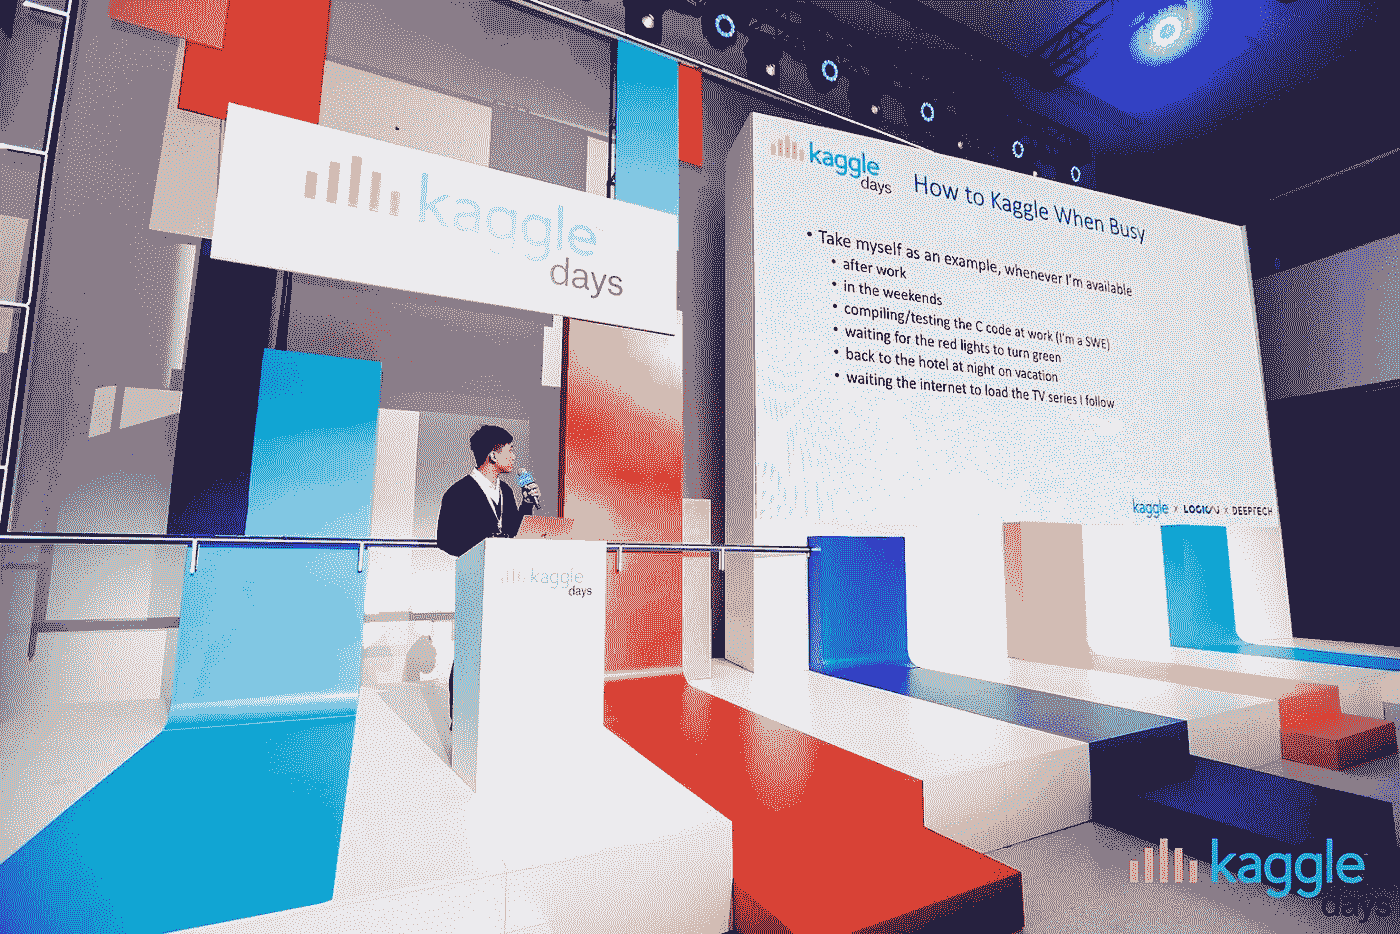 kaggle
days
kaggle
days
How to Kaggle When Busy
• Take myself as an example, whenever I'm available
• after work
• in the weekends
• compiling/testing the C code at work (I'm a SWE)
• waiting for the red lights to turn green
• back to the hotel at night on vacation
• waiting the internet to load the TV series I follow
kaggle x LOGICAI x DEEPTECH
kaggle
days
kaggle
days